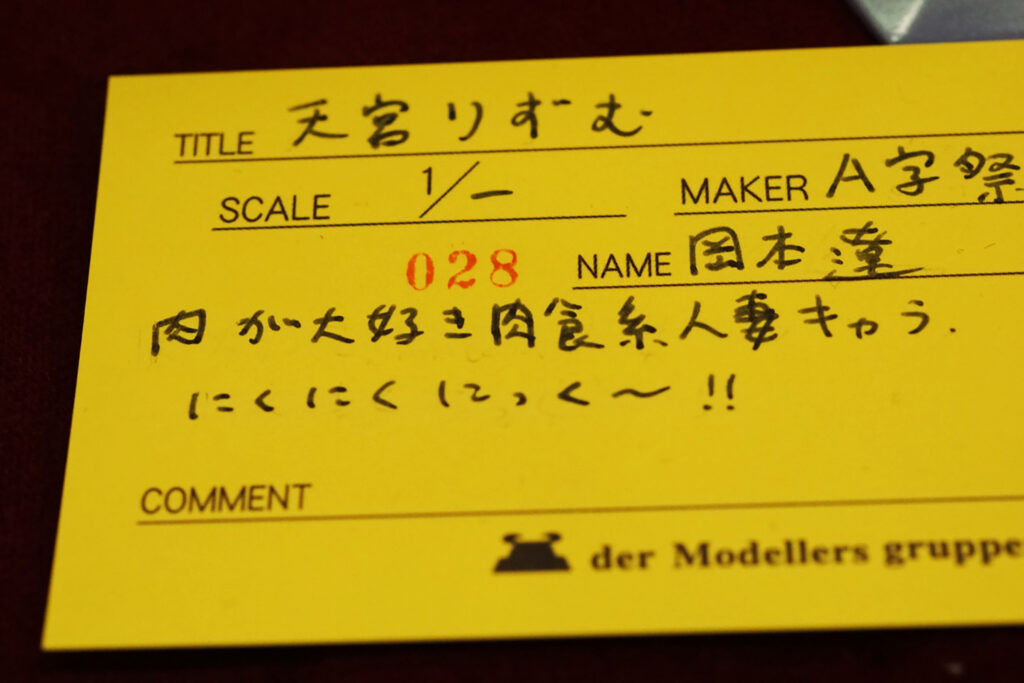 TITLE 天宮りずむ
SCALE 1/ー MAKER A字祭
028 NAME 岡本
肉が大好き肉食系人妻キャラ.
にくにくにっく〜!!
COMMENT
der Modellers gruppe